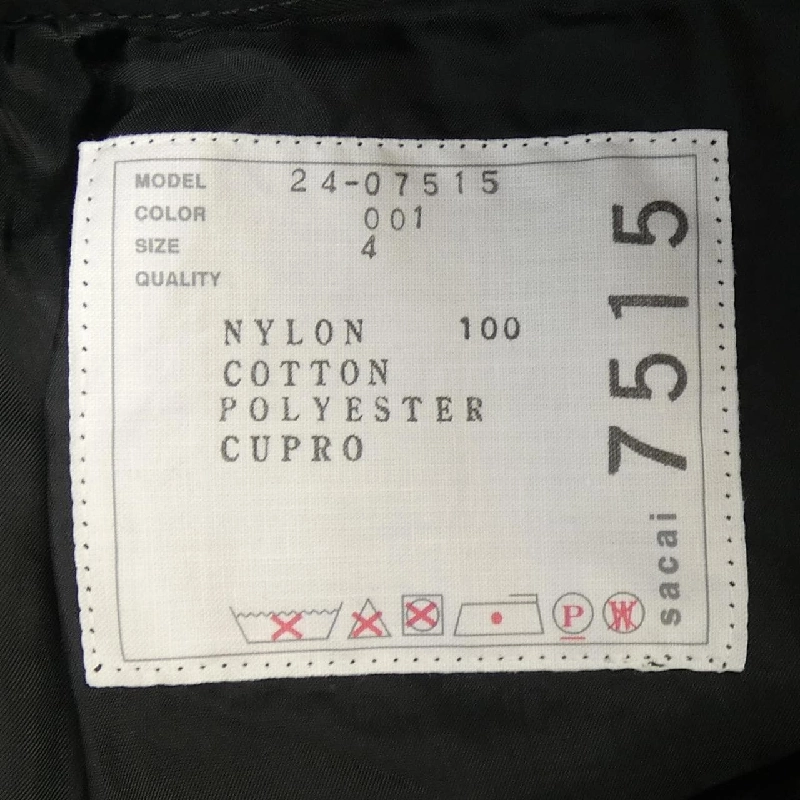 MODEL 24-07515
COLOR 001
SIZE 4
QUALITY
NYLON 100
COTTON
POLYESTER
CUPRO
sacai 7515
P
W